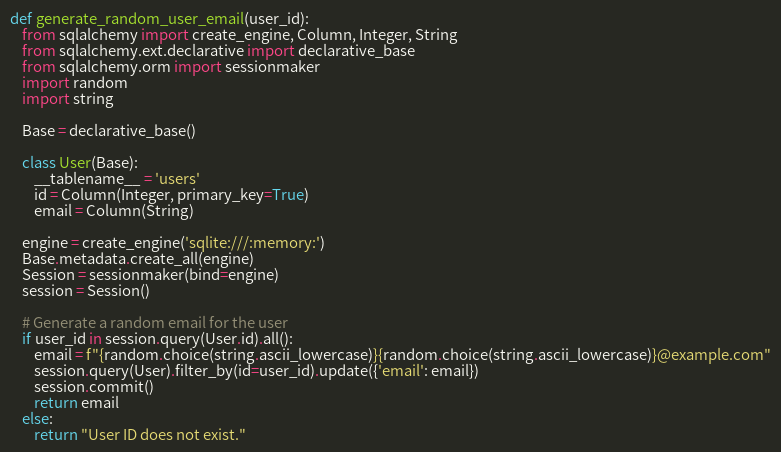 def generate_random_user_email(user_id):
    from sqlalchemy import create_engine, Column, Integer, String
    from sqlalchemy.ext.declarative import declarative_base
    from sqlalchemy.orm import sessionmaker
    import random
    import string

    Base = declarative_base()

    class User(Base):
        __tablename__ = 'users'
        id = Column(Integer, primary_key=True)
        email = Column(String)

    engine = create_engine('sqlite:///:memory:')
    Base.metadata.create_all(engine)
    Session = sessionmaker(bind=engine)
    session = Session()

    # Generate a random email for the user
    if user_id in session.query(User.id).all():
        email = f"{random.choice(string.ascii_lowercase)}{random.choice(string.ascii_lowercase)}@example.com"
        session.query(User).filter_by(id=user_id).update({'email': email})
        session.commit()
        return email
    else:
        return "User ID does not exist."